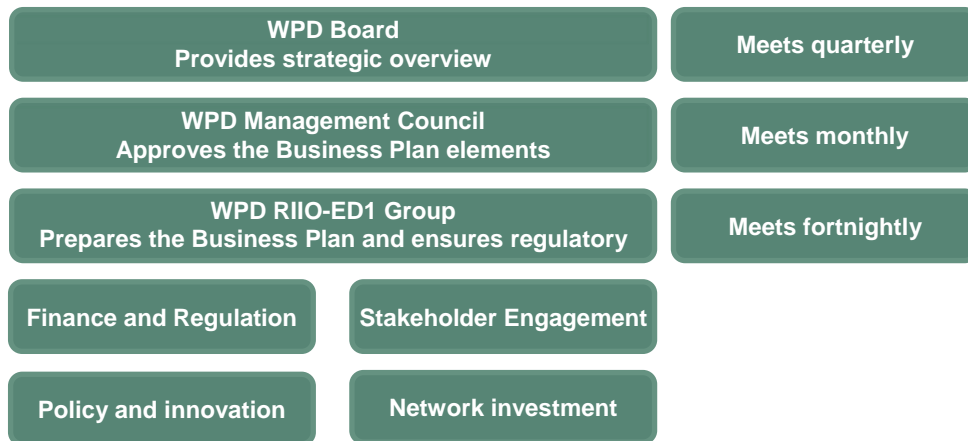 WPD Board
Provides strategic overview
Meets quarterly
WPD Management Council
Approves the Business Plan elements
Meets monthly
WPD RIIO-ED1 Group
Prepares the Business Plan and ensures regulatory
Meets fortnightly
Finance and Regulation
Stakeholder Engagement
Policy and innovation
Network investment